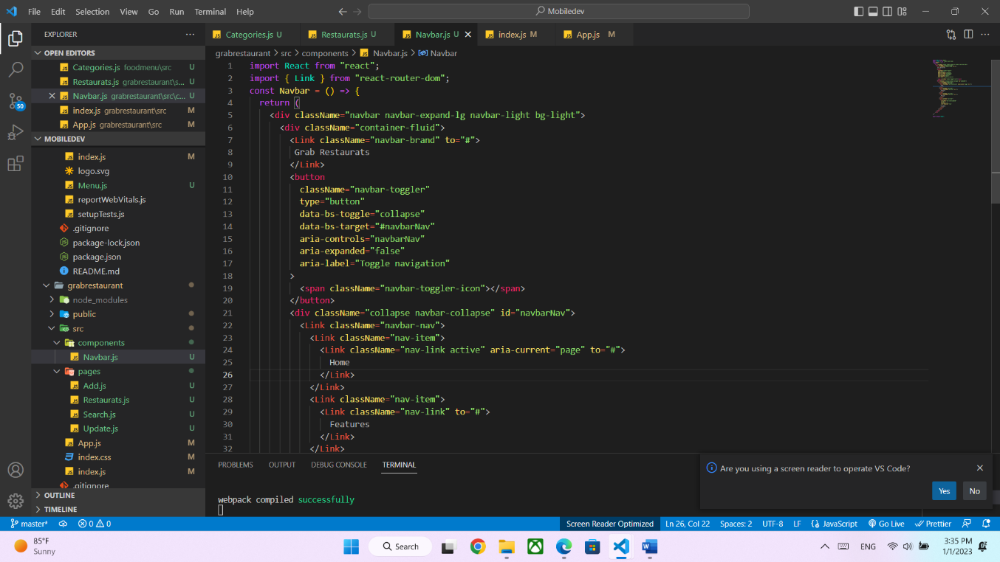 File Edit Selection View Go Run Terminal Help
Mobiledev
EXPLORER
OPEN EDITORS
Categories.js foodmenu\src U
Restaurats.js grabrestaurant\s... U
Navbar.js grabrestaurant\src\c... U
index.js grabrestaurant\src M
App.js grabrestaurant\src M
MOBILEDEV
index.js M
logo.svg
Menu.js U
reportWebVitals.js
setupTests.js
.gitignore
package-lock.json
package.json
README.md
grabrestaurant
node_modules
public
src
components
Navbar.js U
pages
Add.js U
Restaurats.js U
Search.js U
Update.js U
App.js M
index.css M
index.js M
.gitignore
OUTLINE
TIMELINE
50
Categories.js U Restaurats.js U Navbar.js U index.js M App.js M
grabrestaurant > src > components > Navbar.js > Navbar
1 import React from "react";
2 import { Link } from "react-router-dom";
3 const Navbar = () => {
4 return (
5 <div className="navbar navbar-expand-lg navbar-light bg-light">
6 <div className="container-fluid">
7 <Link className="navbar-brand" to="#">
8 Grab Restaurats
9 </Link>
10 <button
11 className="navbar-toggler"
12 type="button"
13 data-bs-toggle="collapse"
14 data-bs-target="#navbarNav"
15 aria-controls="navbarNav"
16 aria-expanded="false"
17 aria-label="Toggle navigation"
18 >
19 <span className="navbar-toggler-icon"></span>
20 </button>
21 <div className="collapse navbar-collapse" id="navbarNav">
22 <Link className="navbar-nav">
23 <Link className="nav-item">
24 <Link className="nav-link active" aria-current="page" to="#">
25 Home
26 </Link>
27 </Link>
28 <Link className="nav-item">
29 <Link className="nav-link" to="#">
30 Features
31 </Link>
32 </Link>
PROBLEMS OUTPUT DEBUG CONSOLE TERMINAL
webpack compiled successfully
Are you using a screen reader to operate VS Code?
Yes No
master* 0 0 Screen Reader Optimized Ln 26, Col 22 Spaces: 2 UTF-8 LF JavaScript Go Live Prettier
85°F
Sunny
Search
ENG
3:35 PM
1/1/2023